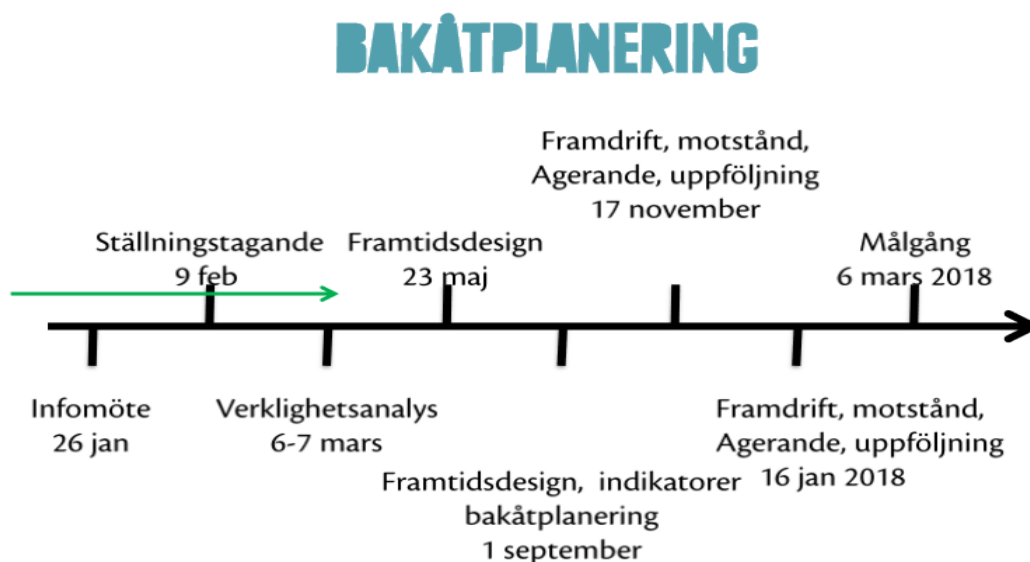 BAKÅTPLANERING
Framdrift, motstånd,
Agerande, uppföljning
17 november
Ställningstagande
9 feb
Framtidsdesign
23 maj
Målgång
6 mars 2018
Infomöte
26 jan
Verklighetsanalys
6-7 mars
Framtidsdesign, indikatorer
bakåtplanering
1 september
Framdrift, motstånd,
Agerande, uppföljning
16 jan 2018